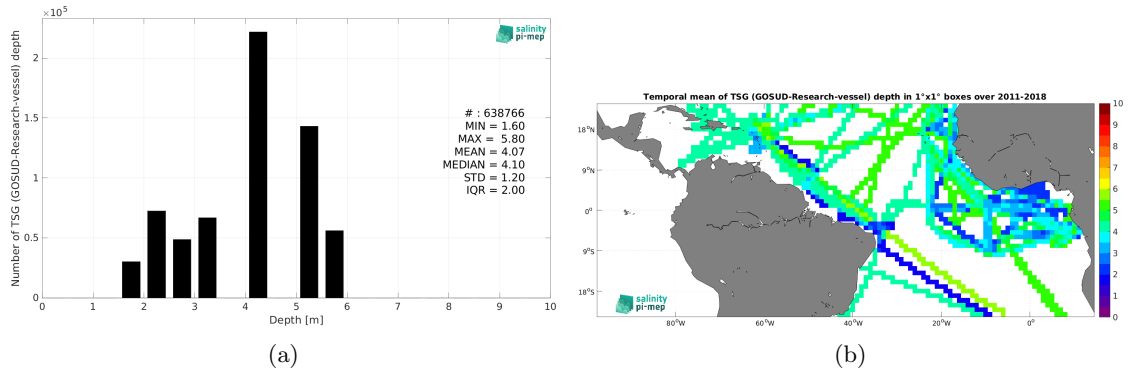 ×10⁵
Number of TSG (GOSUD-Research-vessel) depth
2
1.5
1
0.5
0
0 1 2 3 4 5 6 7 8 9 10
Depth [m]
salinity
pi-mep
# : 638766
MIN = 1.60
MAX = 5.80
MEAN = 4.07
MEDIAN = 4.10
STD = 1.20
IQR = 2.00
(a)
Temporal mean of TSG (GOSUD-Research-vessel) depth in 1°x1° boxes over 2011-2018
18°N
9°N
0°
9°S
18°S
80°W 60°W 40°W 20°W 0°
salinity
pi-mep
10
9
8
7
6
5
4
3
2
1
0
(b)